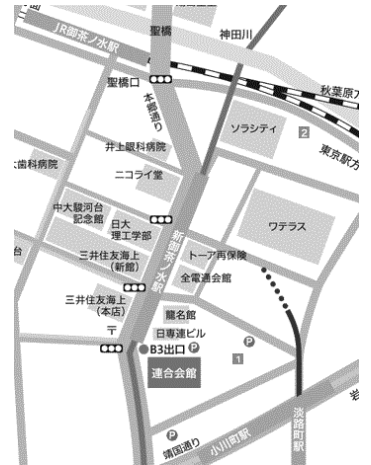 聖橋
神田川
JR御茶ノ水駅
聖橋口
秋葉原方
本郷通り
ソラシティ
2
東京駅方
井上眼科病院
歯科病院
ニコライ堂
中大駿河台
記念館
日大
理工学部
ワテラス
新御茶ノ水駅
台
三井住友海上
（新館）
トーア再保険
全電通会館
三井住友海上
（本店）
龍名館
〒
日専連ビル
B3出口 P
P
1
連合会館
P
靖国通り
小川町駅
淡路町駅
岩